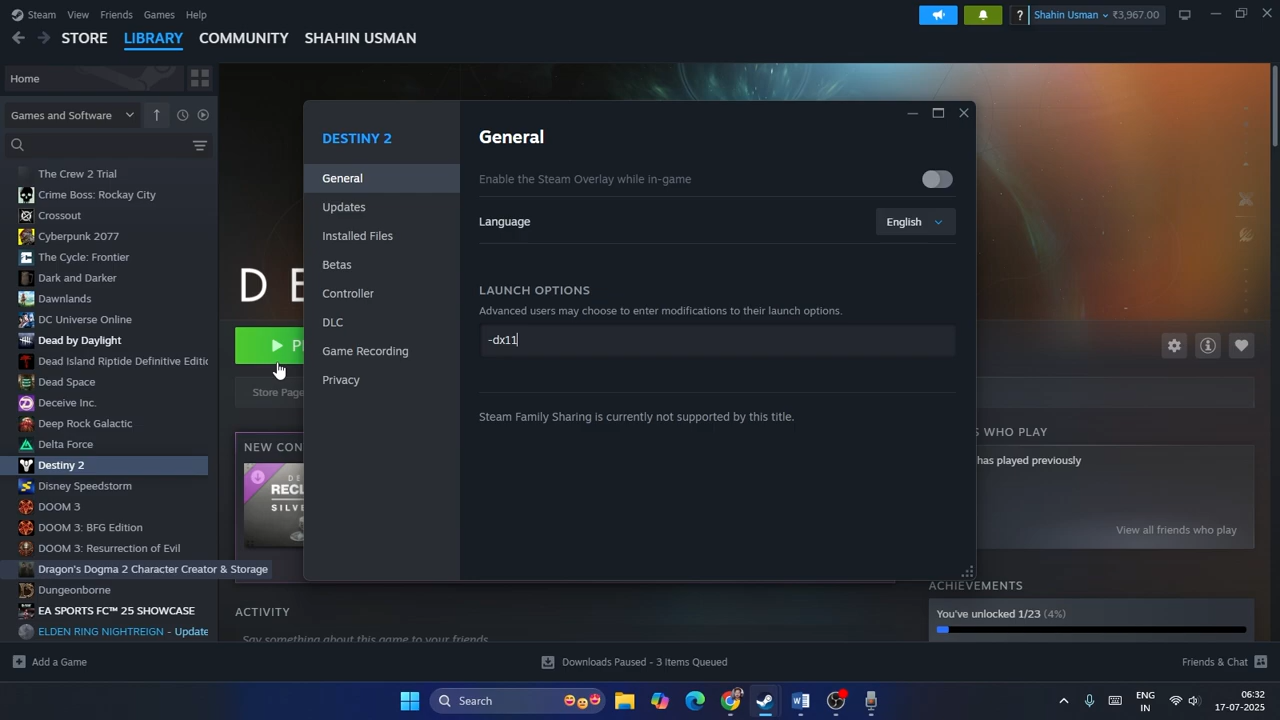 Steam View Friends Games Help
? Shahin Usman ₹3,967.00
STORE LIBRARY COMMUNITY SHAHIN USMAN
Home
Games and Software
The Crew 2 Trial
Crime Boss: Rockay City
Crossout
Cyberpunk 2077
The Cycle: Frontier
Dark and Darker
Dawnlands
DC Universe Online
Dead by Daylight
Dead Island Riptide Definitive Editic
Dead Space
Deceive Inc.
Deep Rock Galactic
Delta Force
Destiny 2
Disney Speedstorm
DOOM 3
DOOM 3: BFG Edition
DOOM 3: Resurrection of Evil
Dragon's Dogma 2 Character Creator & Storage
Dungeonborne
EA SPORTS FC™ 25 SHOWCASE
ELDEN RING NIGHTREIGN - Update
D E
P
Store Page
NEW CON
DE
RECL
SILVE
ACTIVITY
Say something about this game to your friends
DESTINY 2
General
Updates
Installed Files
Betas
Controller
DLC
Game Recording
Privacy
General
Enable the Steam Overlay while in-game
Language English
LAUNCH OPTIONS
Advanced users may choose to enter modifications to their launch options.
-dx11
Steam Family Sharing is currently not supported by this title.
S WHO PLAY
has played previously
View all friends who play
ACHIEVEMENTS
You've unlocked 1/23 (4%)
Add a Game
Downloads Paused - 3 Items Queued
Friends & Chat
Search
ENG
IN
06:32
17-07-2025